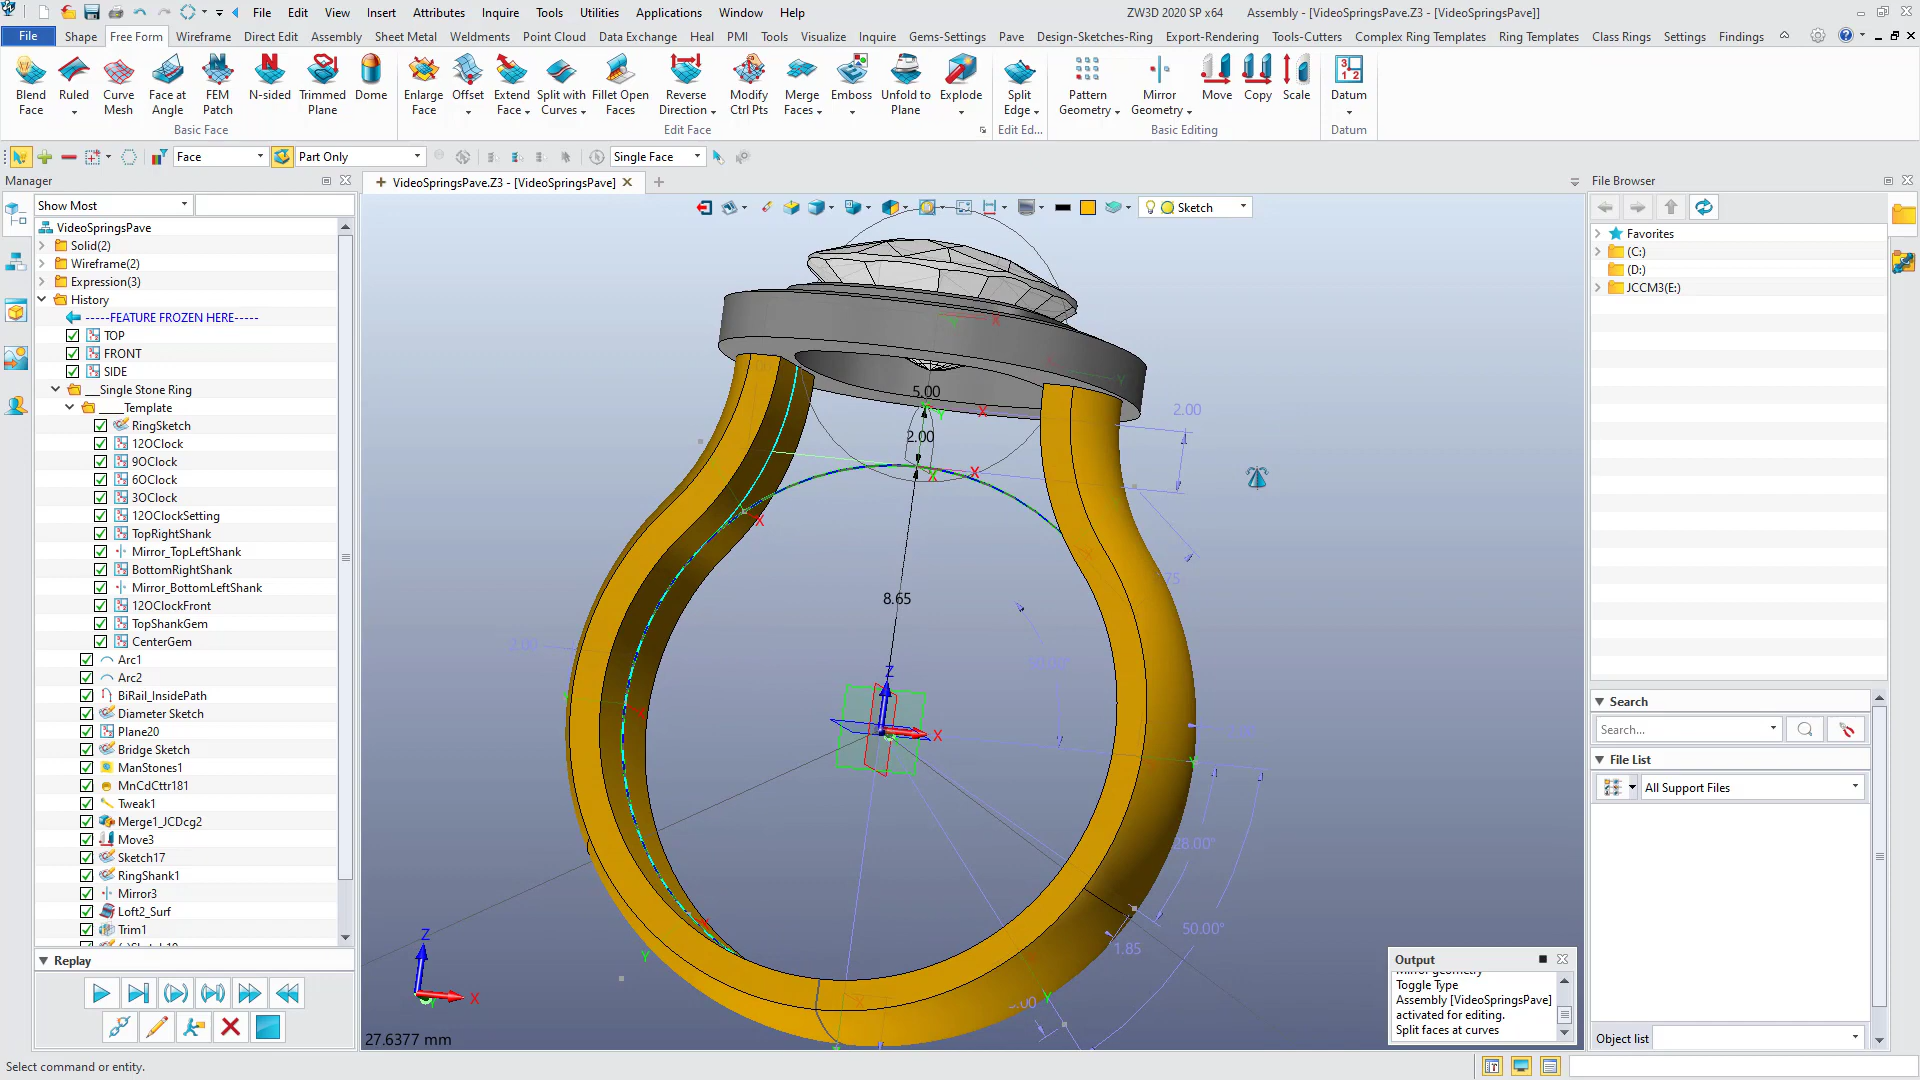 File Edit View Insert Attributes Inquire Tools Utilities Applications Window Help
ZW3D 2020 SP x64 Assembly - [VideoSpringsPave.Z3 - [VideoSpringsPave]]
File Shape Free Form Wireframe Direct Edit Assembly Sheet Metal Weldments Point Cloud Data Exchange Heal PMI Tools Visualize Inquire Gems-Settings Pave Design-Sketches-Ring Export-Rendering Tools-Cutters Complex Ring Templates Ring Templates Class Rings Settings Findings
Blend Face Ruled Curve Mesh Face at Angle FEM Patch N-sided Trimmed Plane Dome
Enlarge Face Offset Extend Face Split with Curves Fillet Open Faces Reverse Direction Modify Ctrl Pts Merge Faces Emboss Unfold to Plane Explode
Split Edge Pattern Geometry Mirror Geometry Move Copy Scale Datum
Basic Face Edit Face Edit Ed... Basic Editing Datum
Face Part Only Single Face
Manager
VideoSpringsPave.Z3 - [VideoSpringsPave]
File Browser
Show Most
Sketch
VideoSpringsPave
Solid(2)
Wireframe(2)
Expression(3)
History
-----FEATURE FROZEN HERE-----
TOP
FRONT
SIDE
__Single Stone Ring
____Template
RingSketch
12OClock
9OClock
6OClock
3OClock
12OClockSetting
TopRightShank
Mirror_TopLeftShank
BottomRightShank
Mirror_BottomLeftShank
12OClockFront
TopShankGem
CenterGem
Arc1
Arc2
BiRail_InsidePath
Diameter Sketch
Plane20
Bridge Sketch
ManStones1
MnCdCttr181
Tweak1
Merge1_JCDcg2
Move3
Sketch17
RingShank1
Mirror3
Loft2_Surf
Trim1
Replay
5.00
2.00
2.00
8.65
2.00
28.00°
50.00°
1.85
X
Y
Z
Z
X
27.6377 mm
Favorites
(C:)
(D:)
JCCM3(E:)
Search
Search...
File List
All Support Files
Object list
Output
Toggle Type
Assembly [VideoSpringsPave]
activated for editing.
Split faces at curves
Select command or entity.